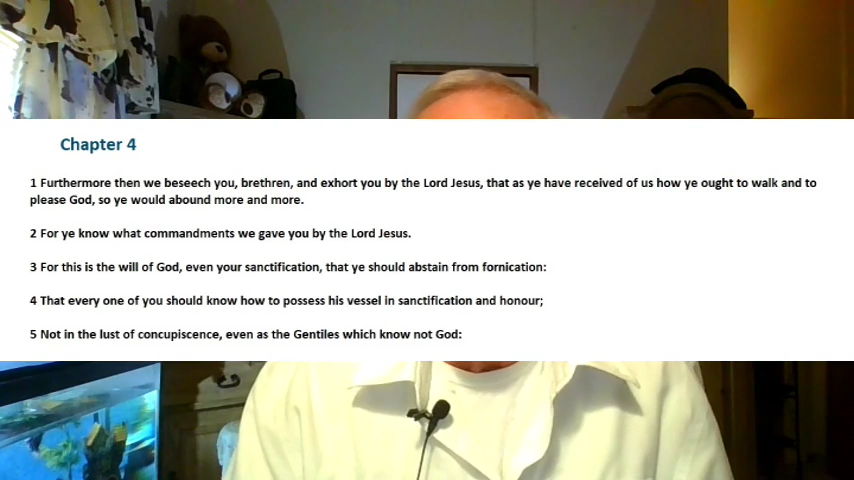 Chapter 4
1 Furthermore then we beseech you, brethren, and exhort you by the Lord Jesus, that as ye have received of us how ye ought to walk and to
please God, so ye would abound more and more.
2 For ye know what commandments we gave you by the Lord Jesus.
3 For this is the will of God, even your sanctification, that ye should abstain from fornication:
4 That every one of you should know how to possess his vessel in sanctification and honour;
5 Not in the lust of concupiscence, even as the Gentiles which know not God: